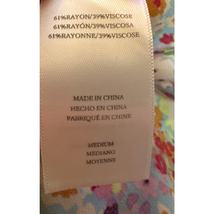 61%RAYON/39%VISCOSE
61%RAYON/39%VISCOSA
61%RAYONNE/39%VISCOSE
MADE IN CHINA
HECHO EN CHINA
FABRIQUÉ EN CHINE
MEDIUM
MEDIANO
MOYENNE